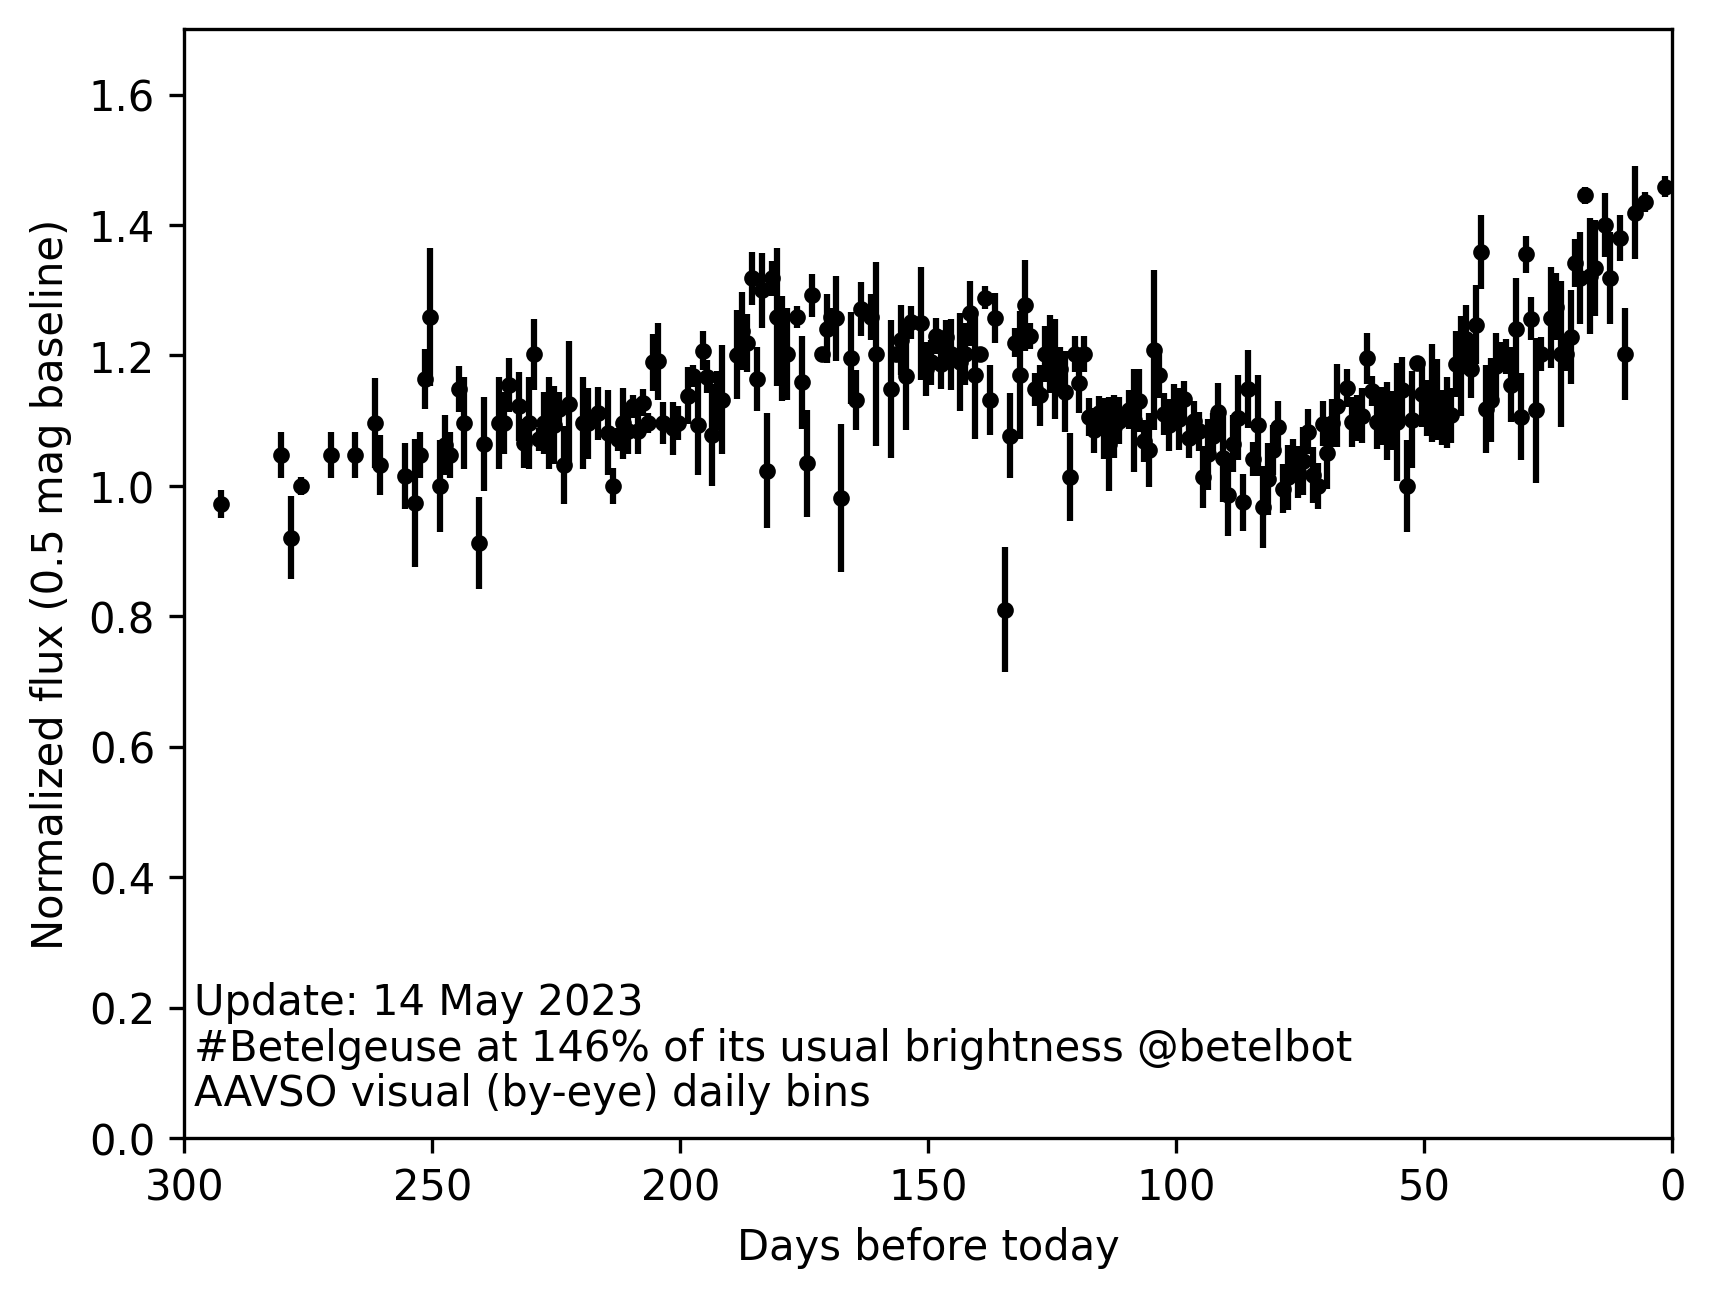 Normalized flux (0.5 mag baseline)
1.6
1.4
1.2
1.0
0.8
0.6
0.4
0.2
0.0
Update: 14 May 2023
#Betelgeuse at 146% of its usual brightness @betelbot
AAVSO visual (by-eye) daily bins
300 250 200 150 100 50 0
Days before today